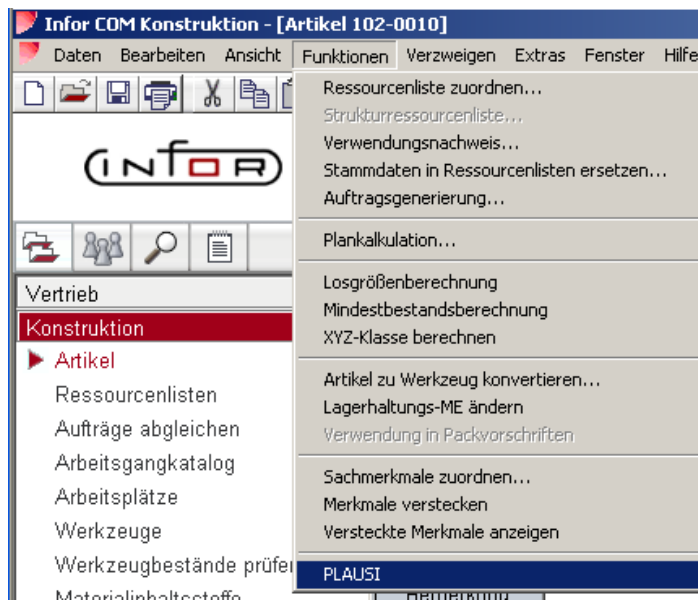 Infor COM Konstruktion - [Artikel 102-0010]
Daten Bearbeiten Ansicht Funktionen Verzweigen Extras Fenster Hilfe
infor
Vertrieb
Konstruktion
Artikel
Ressourcenlisten
Aufträge abgleichen
Arbeitsgangkatalog
Arbeitsplätze
Werkzeuge
Werkzeugbestände prüfen
Materialinhaltsstoffe
Ressourcenliste zuordnen...
Strukturressourcenliste...
Verwendungsnachweis...
Stammdaten in Ressourcenlisten ersetzen...
Auftragsgenerierung...
Plankalkulation...
Losgrößenberechnung
Mindestbestandsberechnung
XYZ-Klasse berechnen
Artikel zu Werkzeug konvertieren...
Lagerhaltungs-ME ändern
Verwendung in Packvorschriften
Sachmerkmale zuordnen...
Merkmale verstecken
Versteckte Merkmale anzeigen
PLAUSI
Bemerkung